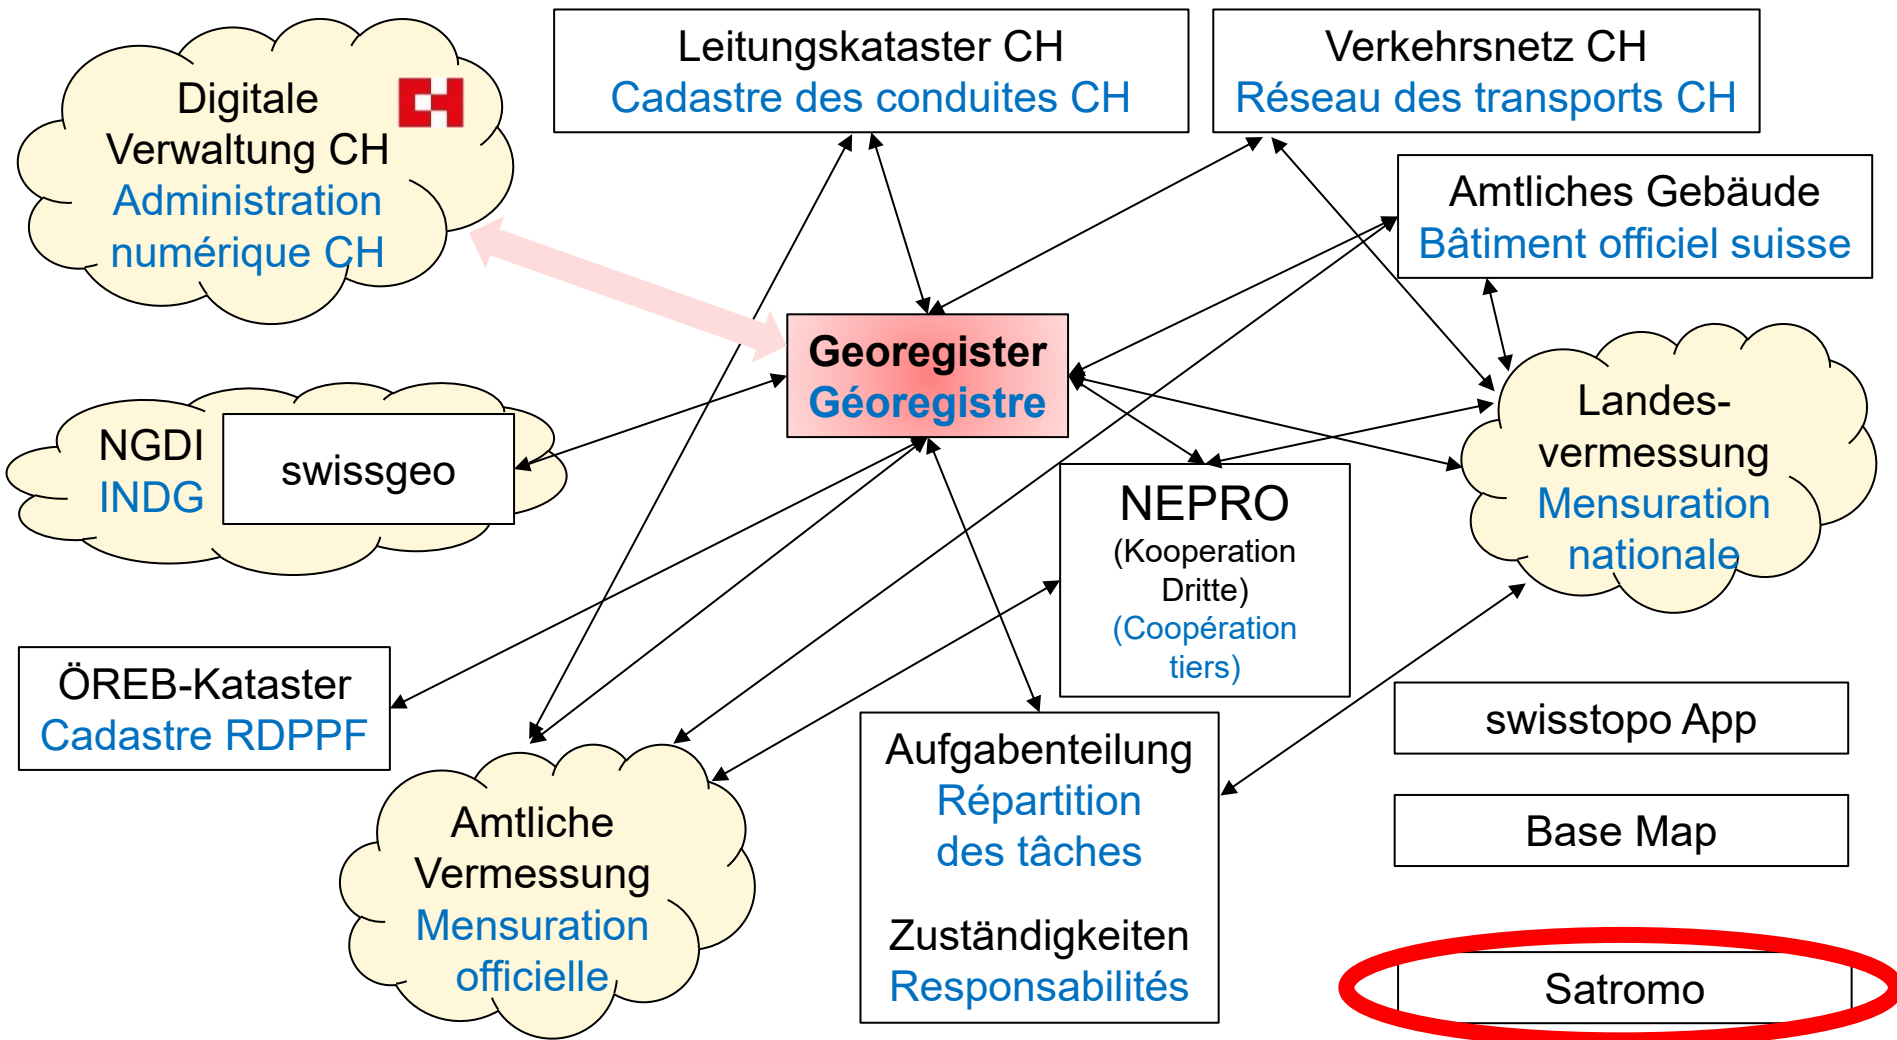 Leitungskataster CH
Cadastre des conduites CH
Verkehrsnetz CH
Réseau des transports CH
Digitale
Verwaltung CH
Administration
numérique CH
Amtliches Gebäude
Bâtiment officiel suisse
Georegister
Géoregistre
NGDI
INDG
swissgeo
Landes-
vermessung
Mensuration
nationale
NEPRO
(Kooperation
Dritte)
(Coopération
tiers)
ÖREB-Kataster
Cadastre RDPPF
Amtliche
Vermessung
Mensuration
officielle
Aufgabenteilung
Répartition
des tâches
Zuständigkeiten
Responsabilités
swisstopo App
Base Map
Satromo